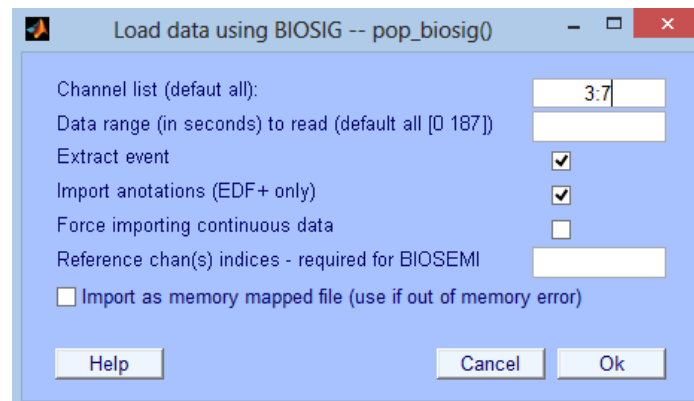 Load data using BIOSIG -- pop_biosig()
Channel list (defaut all): 3:7
Data range (in seconds) to read (default all [0 187])
Extract event
Import anotations (EDF+ only)
Force importing continuous data
Reference chan(s) indices - required for BIOSEMI
Import as memory mapped file (use if out of memory error)
Help Cancel Ok